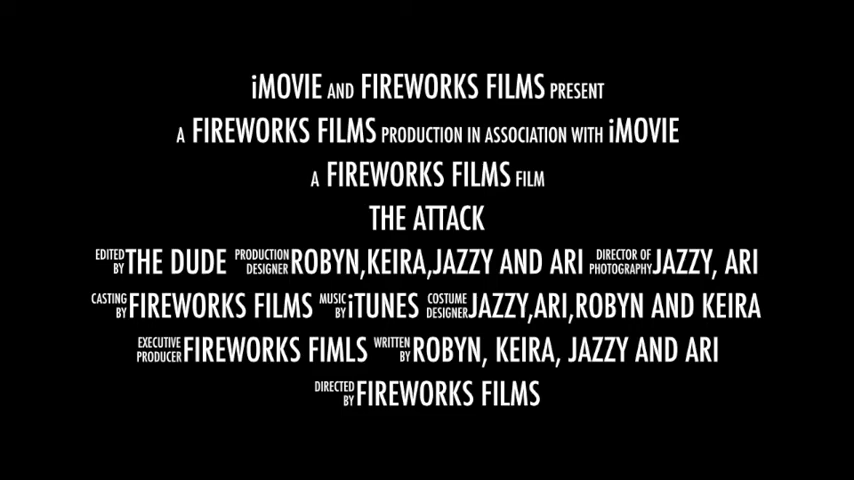 iMOVIE AND FIREWORKS FILMS PRESENT
A FIREWORKS FILMS PRODUCTION IN ASSOCIATION WITH iMOVIE
A FIREWORKS FILMS FILM
THE ATTACK
EDITED BY THE DUDE PRODUCTION DESIGNER ROBYN,KEIRA,JAZZY AND ARI DIRECTOR OF PHOTOGRAPHY JAZZY, ARI
CASTING BY FIREWORKS FILMS MUSIC BY iTUNES COSTUME DESIGNER JAZZY,ARI,ROBYN AND KEIRA
EXECUTIVE PRODUCER FIREWORKS FIMLS WRITTEN BY ROBYN, KEIRA, JAZZY AND ARI
DIRECTED BY FIREWORKS FILMS